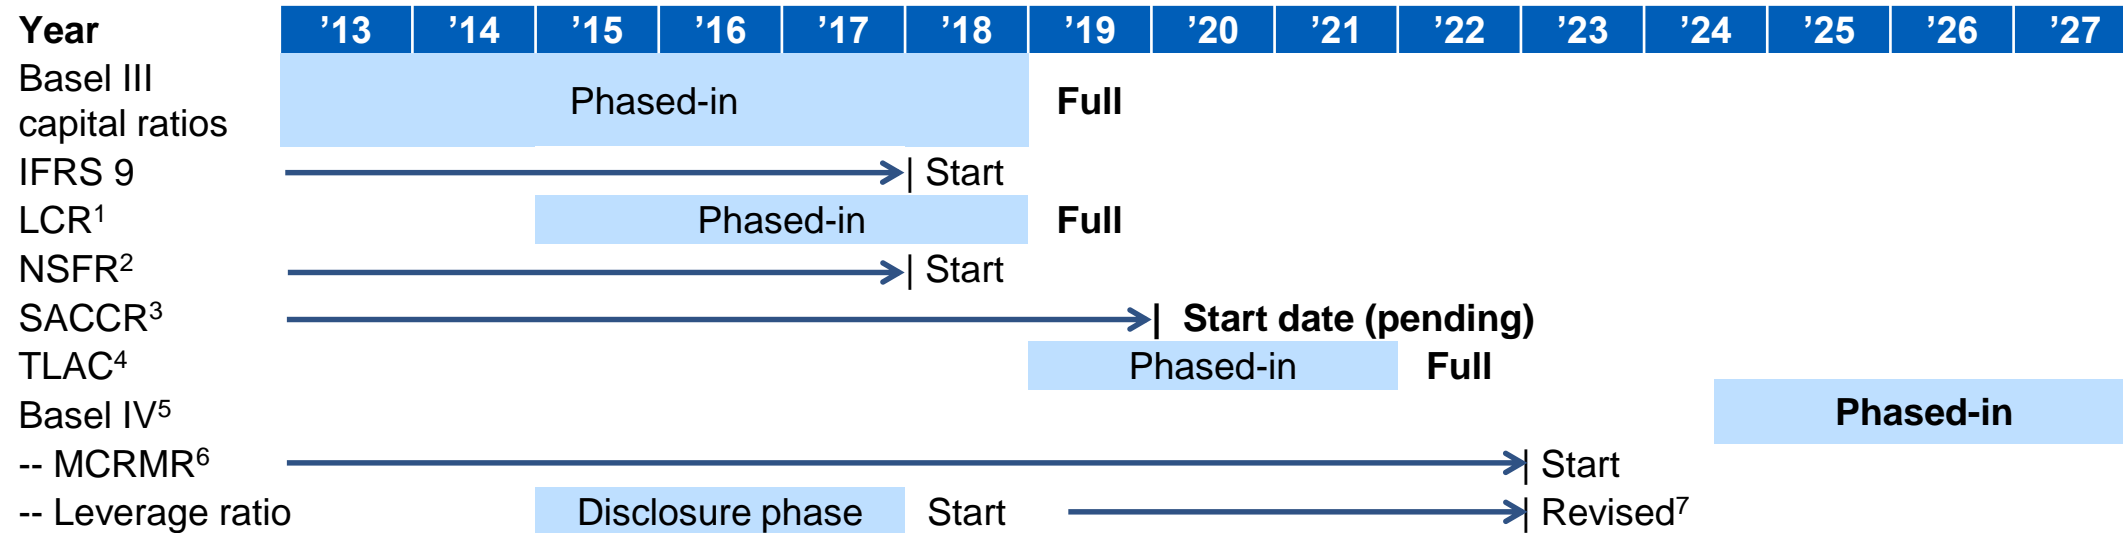 Year ’13 ’14 ’15 ’16 ’17 ’18 ’19 ’20 ’21 ’22 ’23 ’24 ’25 ’26 ’27
Basel III
capital ratios Phased-in Full
IFRS 9 | Start
LCR¹ Phased-in Full
NSFR² | Start
SACCR³ | Start date (pending)
TLAC⁴ Phased-in Full
Basel IV⁵ Phased-in
-- MCRMR⁶ | Start
-- Leverage ratio Disclosure phase Start | Revised⁷